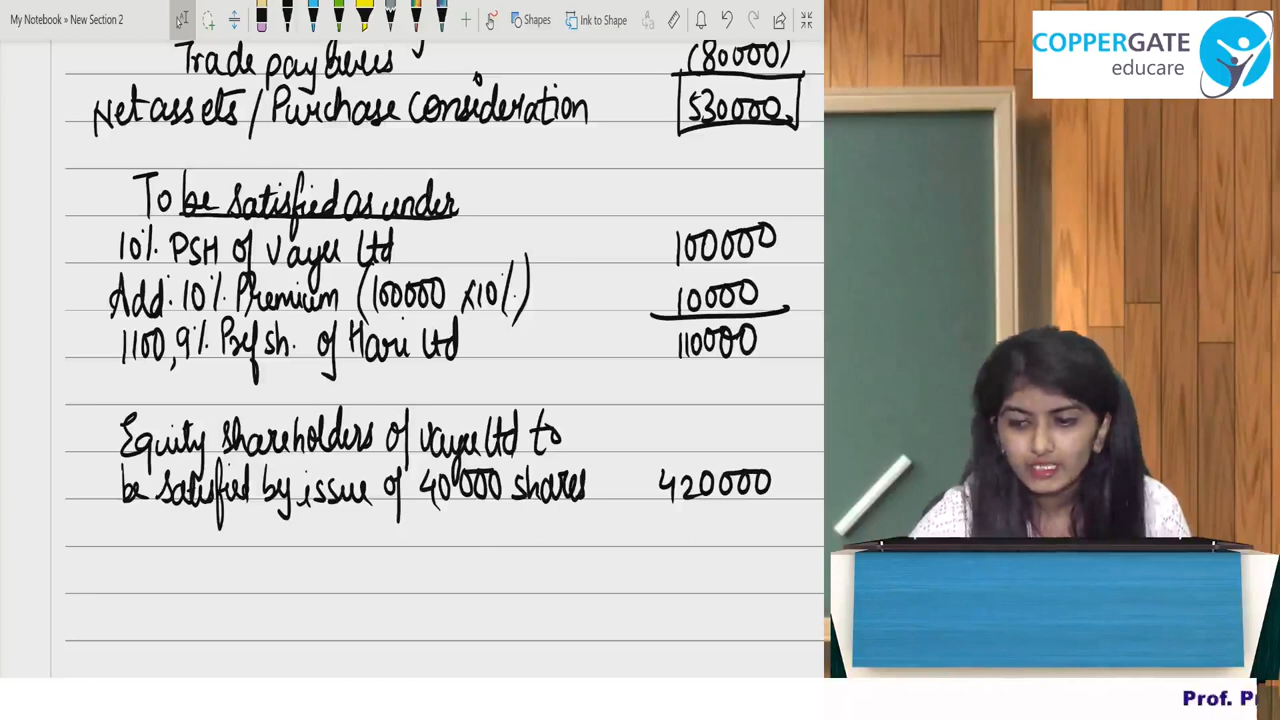 My Notebook » New Section 2
Shapes
Ink to Shape
COPPERGATE
educare
Trade payables (80000)
Net assets / Purchase Consideration 530000
To be satisfied as under
10% PSH of Vayu Ltd 100000
Add: 10% Premium (100000 x 10%) 10000
1100, 9% Pref sh. of Hari Ltd 110000
Equity shareholders of Vayu Ltd to
be satisfied by issue of 40000 shares 420000
Prof. P